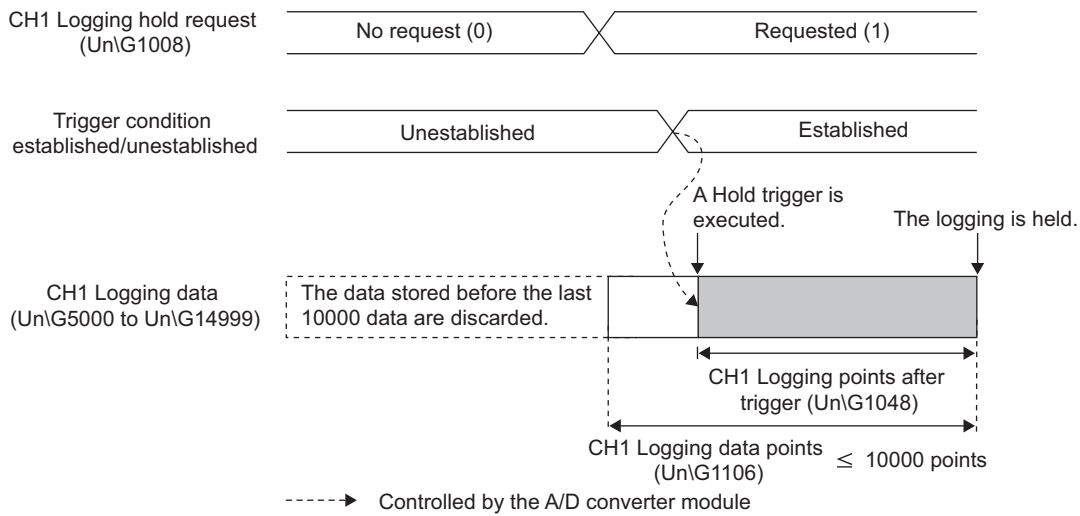 CH1 Logging hold request
(Un\G1008)
No request (0)
Requested (1)
Trigger condition
established/unestablished
Unestablished
Established
A Hold trigger is
executed.
The logging is held.
CH1 Logging data
(Un\G5000 to Un\G14999)
The data stored before the last
10000 data are discarded.
CH1 Logging points after
trigger (Un\G1048)
CH1 Logging data points
(Un\G1106)
≤ 10000 points
Controlled by the A/D converter module